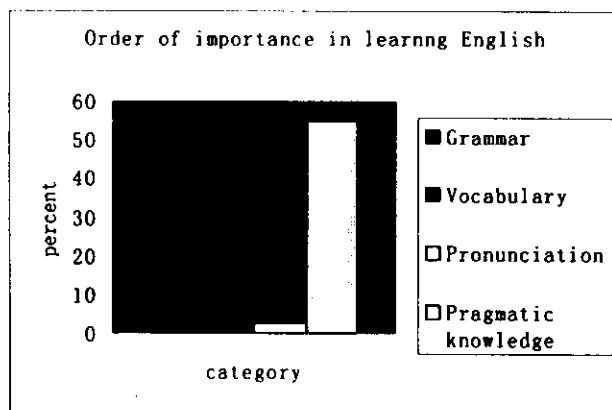 Order of importance in learnng English
60
50
40
30
20
10
0
percent
category
Grammar
Vocabulary
Pronunciation
Pragmatic
knowledge